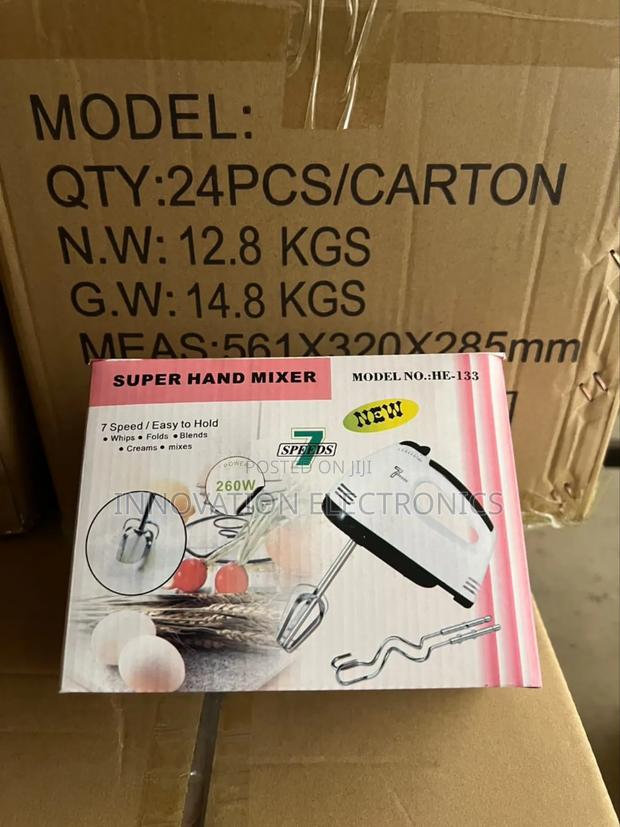 MODEL:
QTY:24PCS/CARTON
N.W: 12.8 KGS
G.W: 14.8 KGS
MEAS:561X320X285mm
SUPER HAND MIXER
MODEL NO.:HE-133
7 Speed / Easy to Hold
• Whips • Folds • Blends
• Creams • mixes
NEW
7
SPEEDS
POWER
260W
POSTED ON JIJI
INNOVATION ELECTRONICS